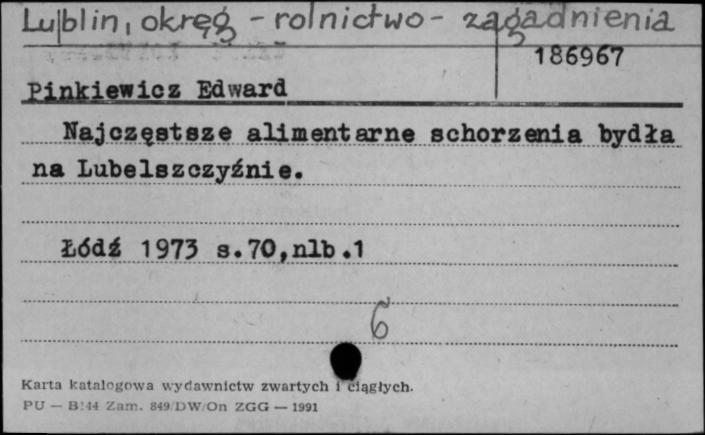 Lublin, okręg - rolnictwo - zagadnienia
186967
Pinkiewicz Edward
Najczęstsze alimentarne schorzenia bydła
na Lubelszczyźnie.
Łódź 1973 s.70,nlb.1
6
Karta katalogowa wydawnictw zwartych i ciągłych.
PU — B/44 Zam. 849/DW/On ZGG — 1991